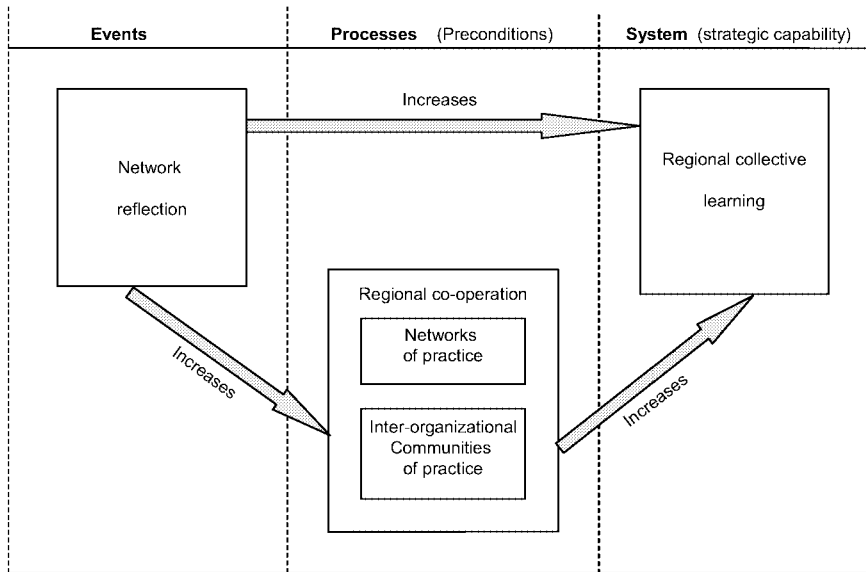 Events
Processes (Preconditions)
System (strategic capability)
Increases
Network
reflection
Regional collective
learning
Regional co-operation
Networks
of practice
Increases
Inter-organizational
Communities
of practice
Increases